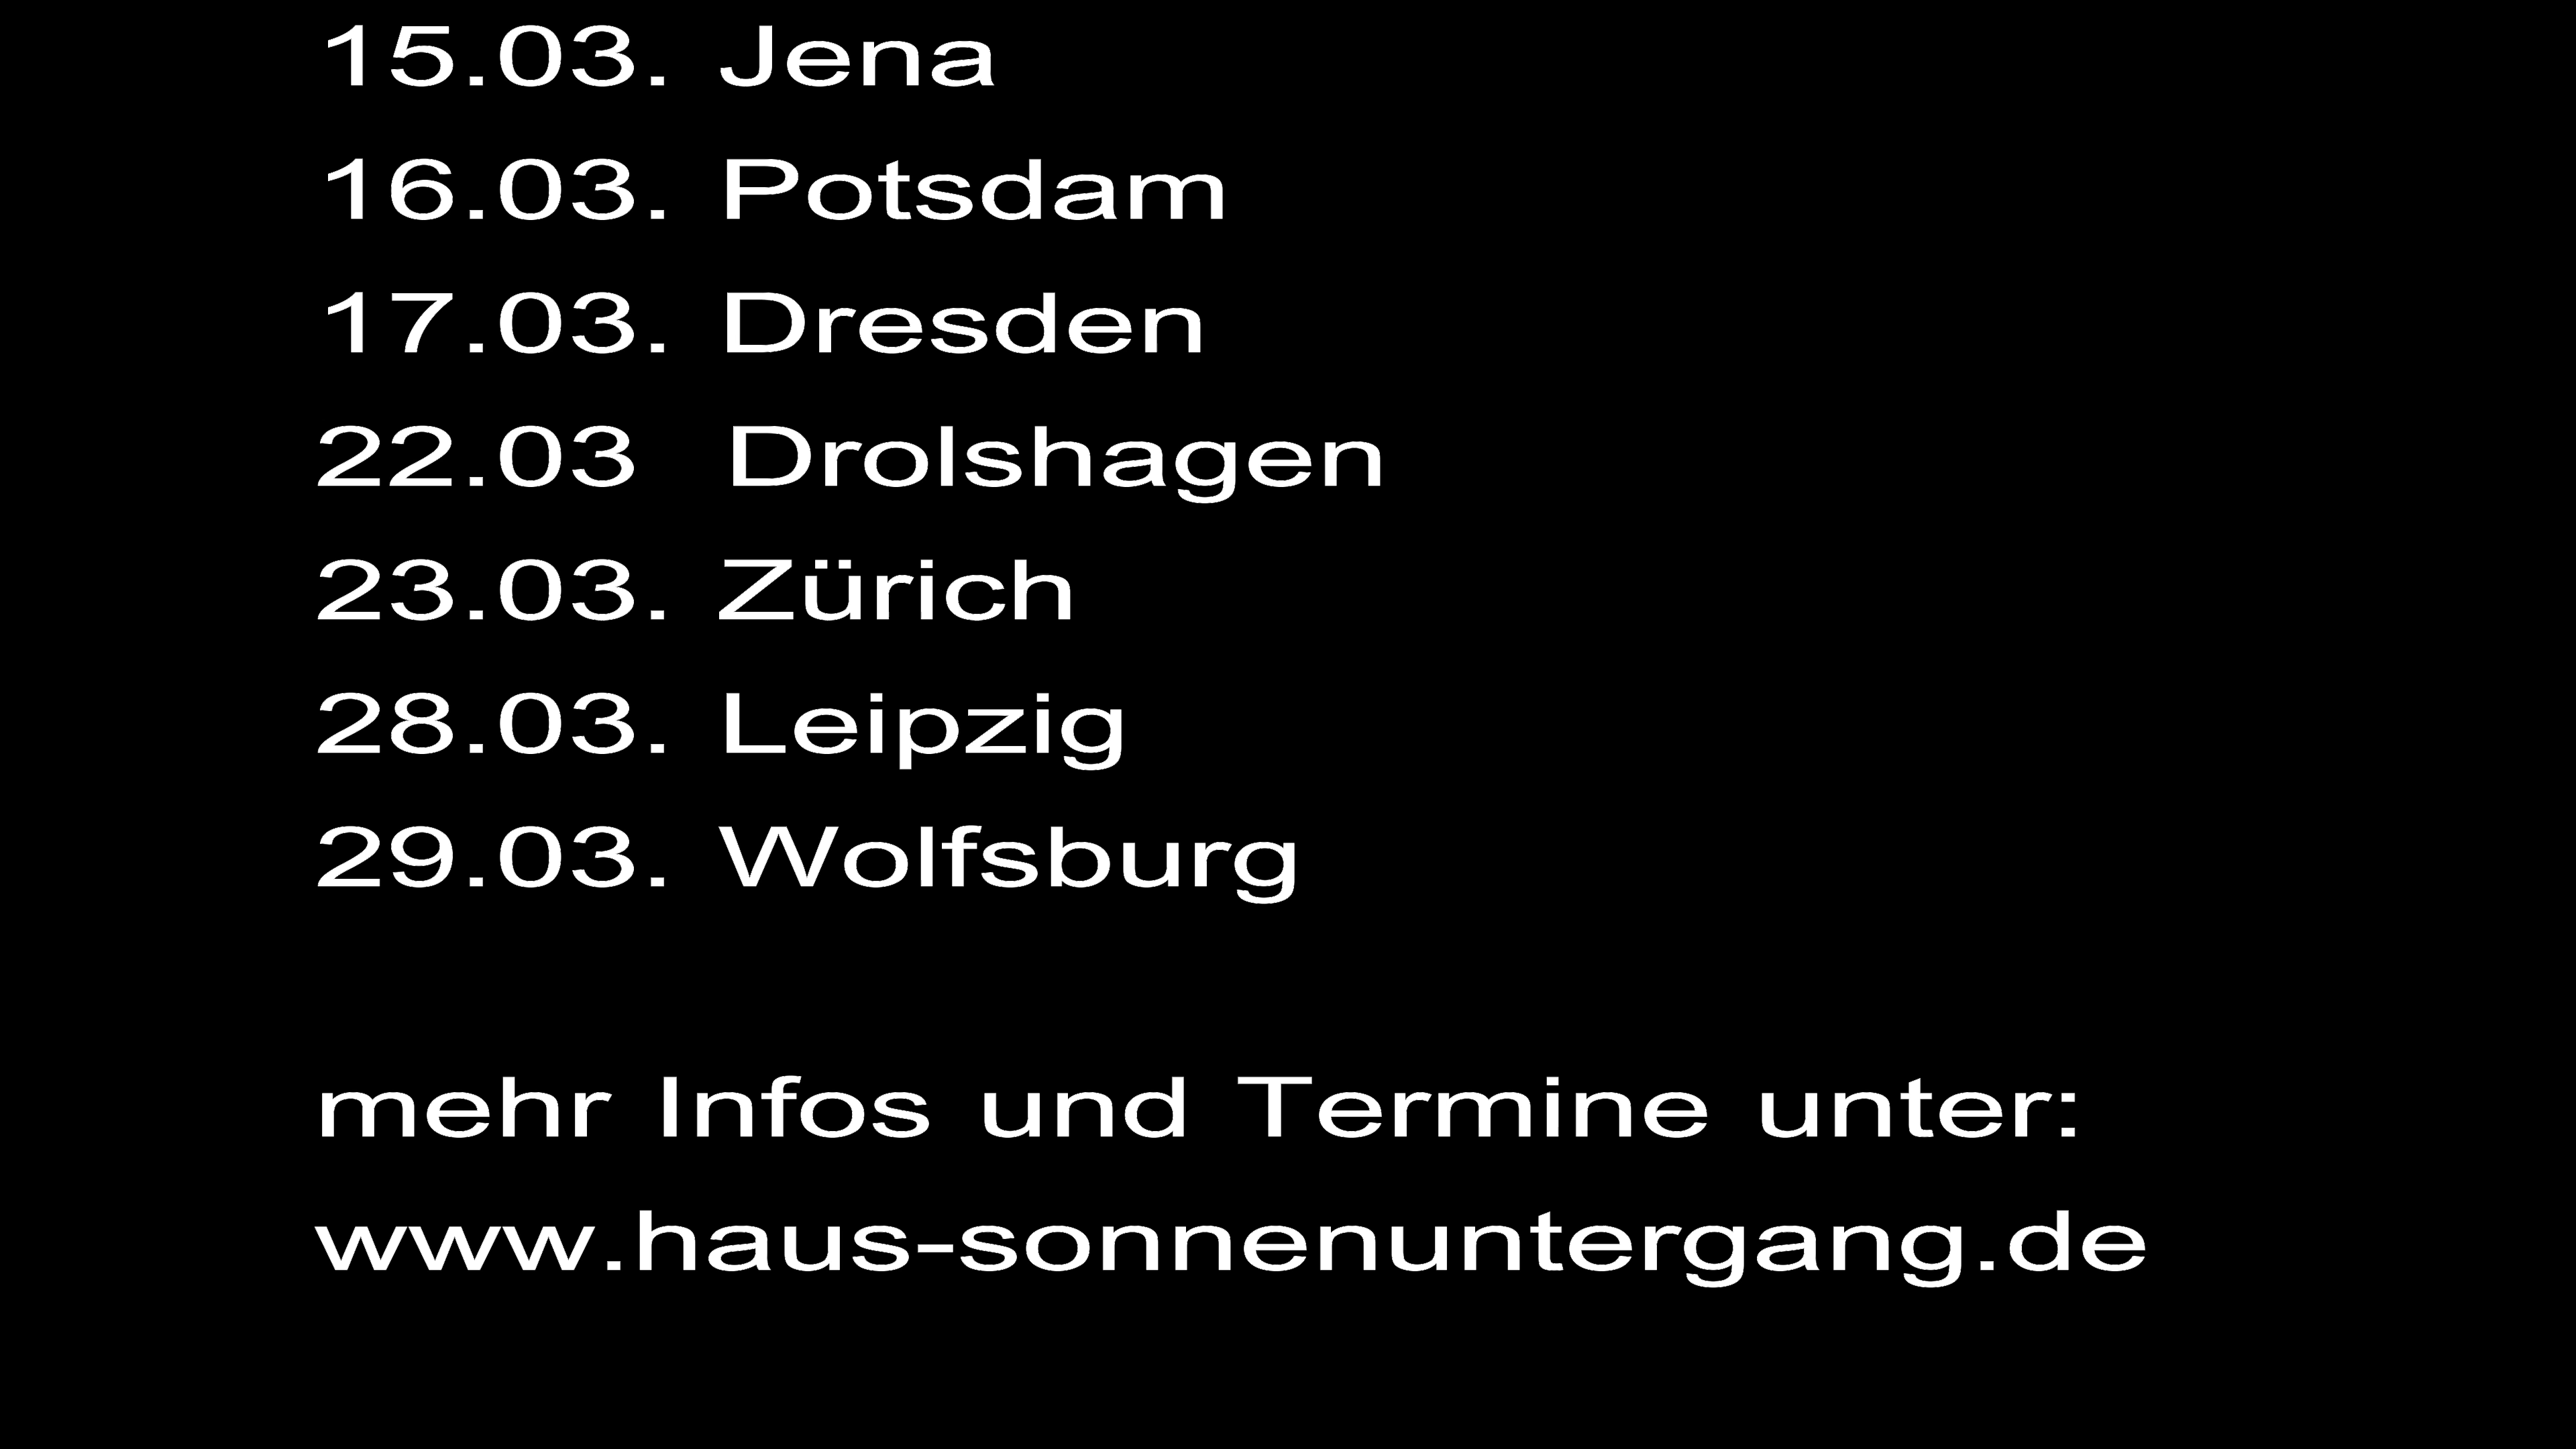 15.03. Jena
16.03. Potsdam
17.03. Dresden
22.03  Drolshagen
23.03. Zürich
28.03. Leipzig
29.03. Wolfsburg
mehr Infos und Termine unter:
www.haus-sonnenuntergang.de